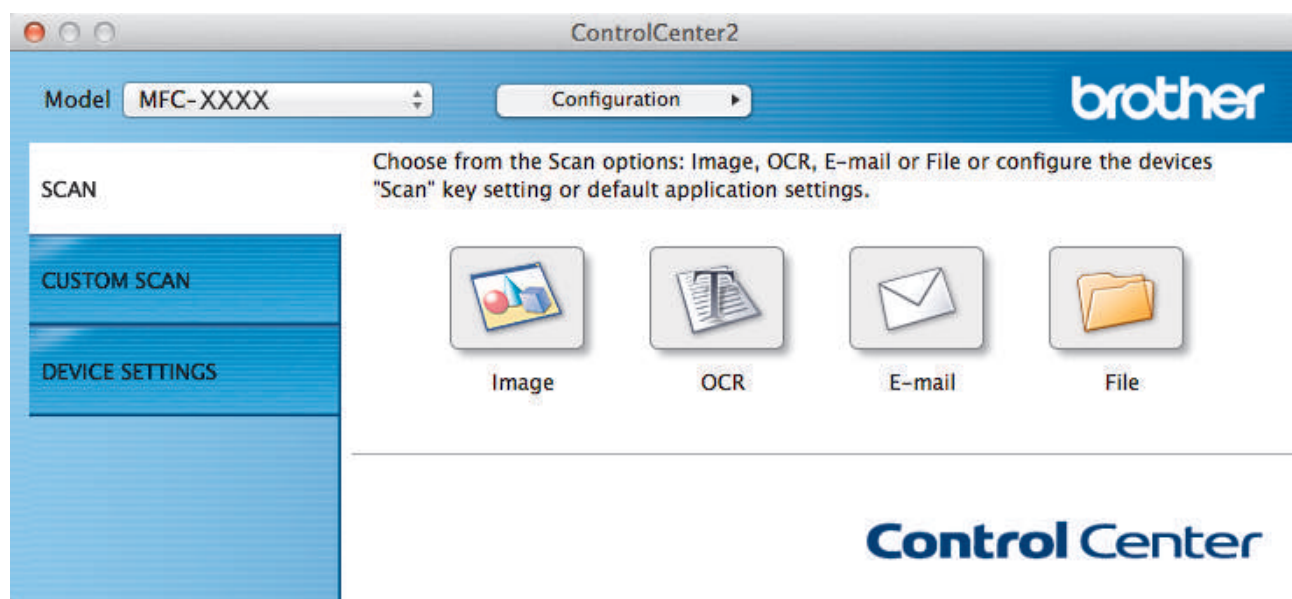 ControlCenter2
Model MFC-XXXX Configuration brother
SCAN
Choose from the Scan options: Image, OCR, E-mail or File or configure the devices
"Scan" key setting or default application settings.
CUSTOM SCAN
DEVICE SETTINGS
Image OCR E-mail File
Control Center